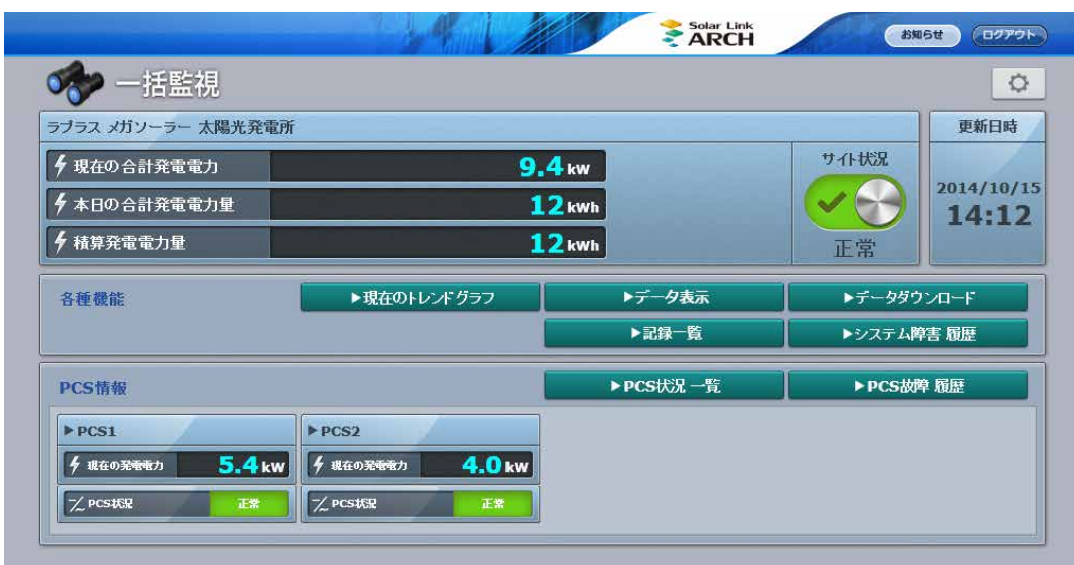 Solar Link
ARCH
お知らせ
ログアウト
一括監視
ラプラス メガソーラー 太陽光発電所
更新日時
現在の合計発電電力
9.4 kW
本日の合計発電電力量
12 kWh
積算発電電力量
12 kWh
サイト状況
正常
2014/10/15
14:12
各種機能
▶現在のトレンドグラフ
▶データ表示
▶データダウンロード
▶記録一覧
▶システム障害 履歴
PCS情報
▶PCS状況 一覧
▶PCS故障 履歴
▶PCS1
現在の発電電力
5.4 kW
PCS状況
正常
▶PCS2
現在の発電電力
4.0 kW
PCS状況
正常